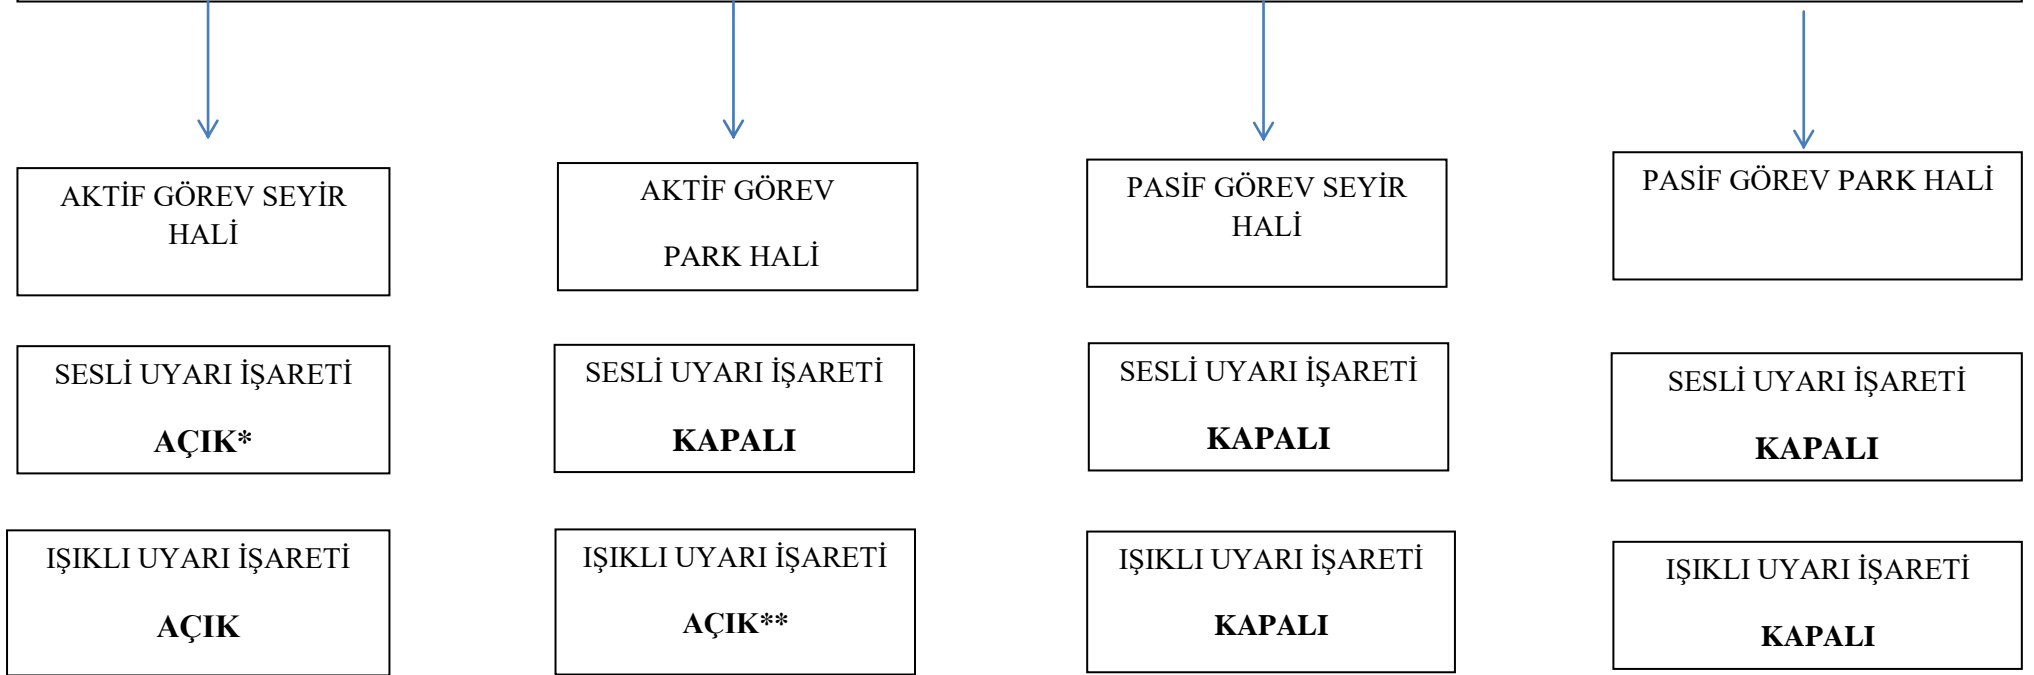 AKTİF GÖREV SEYİR
HALİ
AKTİF GÖREV
PARK HALİ
PASİF GÖREV SEYİR
HALİ
PASİF GÖREV PARK HALİ
SESLİ UYARI İŞARETİ
AÇIK*
SESLİ UYARI İŞARETİ
KAPALI
SESLİ UYARI İŞARETİ
KAPALI
SESLİ UYARI İŞARETİ
KAPALI
IŞIKLI UYARI İŞARETİ
AÇIK
IŞIKLI UYARI İŞARETİ
AÇIK**
IŞIKLI UYARI İŞARETİ
KAPALI
IŞIKLI UYARI İŞARETİ
KAPALI